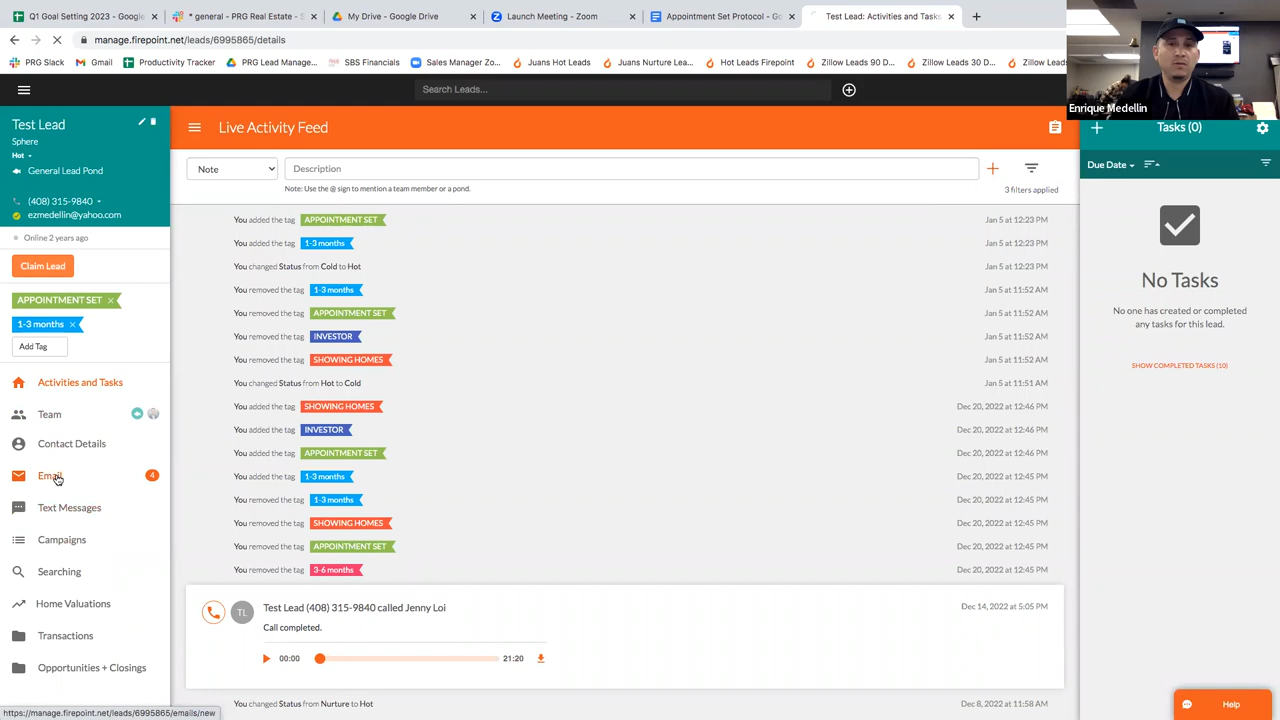 Q1 Goal Setting 2023 - Google
* general - PRG Real Estate - S
My Drive - Google Drive
Launch Meeting - Zoom
Appointment Set Protocol - Go
Test Lead: Activities and Tasks
manage.firepoint.net/leads/6995865/details
PRG Slack
Gmail
Productivity Tracker
PRG Lead Manage...
SBS Financials
Sales Manager Zo...
Juans Hot Leads
Juans Nurture Lea...
Hot Leads Firepoint
Zillow Leads 90 D...
Zillow Leads 30 D...
Enrique Medellin
Search Leads...
Test Lead
Sphere
Hot
General Lead Pond
(408) 315-9840
ezmedellin@yahoo.com
Online 2 years ago
Claim Lead
APPOINTMENT SET ×
1-3 months ×
Add Tag
Activities and Tasks
Team
Contact Details
Email
4
Text Messages
Campaigns
Searching
Home Valuations
Transactions
Opportunities + Closings
https://manage.firepoint.net/leads/6995865/emails/new
Live Activity Feed
Note
Description
Note: Use the @ sign to mention a team member or a pond.
3 filters applied
You added the tag APPOINTMENT SET Jan 5 at 12:23 PM
You added the tag 1-3 months Jan 5 at 12:23 PM
You changed Status from Cold to Hot Jan 5 at 12:23 PM
You removed the tag 1-3 months Jan 5 at 11:52 AM
You removed the tag APPOINTMENT SET Jan 5 at 11:52 AM
You removed the tag INVESTOR Jan 5 at 11:52 AM
You removed the tag SHOWING HOMES Jan 5 at 11:52 AM
You changed Status from Hot to Cold Jan 5 at 11:51 AM
You added the tag SHOWING HOMES Dec 20, 2022 at 12:46 PM
You added the tag INVESTOR Dec 20, 2022 at 12:46 PM
You added the tag APPOINTMENT SET Dec 20, 2022 at 12:46 PM
You added the tag 1-3 months Dec 20, 2022 at 12:45 PM
You removed the tag 1-3 months Dec 20, 2022 at 12:45 PM
You removed the tag SHOWING HOMES Dec 20, 2022 at 12:45 PM
You removed the tag APPOINTMENT SET Dec 20, 2022 at 12:45 PM
You removed the tag 3-6 months Dec 20, 2022 at 12:45 PM
TL
Test Lead (408) 315-9840 called Jenny Loi Dec 14, 2022 at 5:05 PM
Call completed.
00:00
21:20
You changed Status from Nurture to Hot Dec 8, 2022 at 11:58 AM
Tasks (0)
Due Date
No Tasks
No one has created or completed
any tasks for this lead.
SHOW COMPLETED TASKS (10)
Help